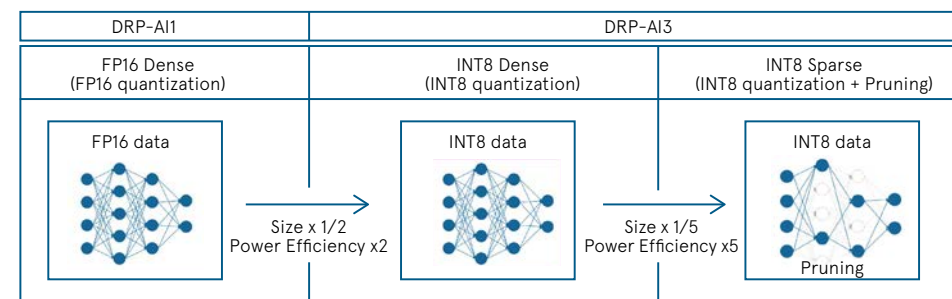 DRP-AI1
DRP-AI3
FP16 Dense
(FP16 quantization)
INT8 Dense
(INT8 quantization)
INT8 Sparse
(INT8 quantization + Pruning)
FP16 data
INT8 data
INT8 data
Size x 1/2
Power Efficiency x2
Size x 1/5
Power Efficiency x5
Pruning